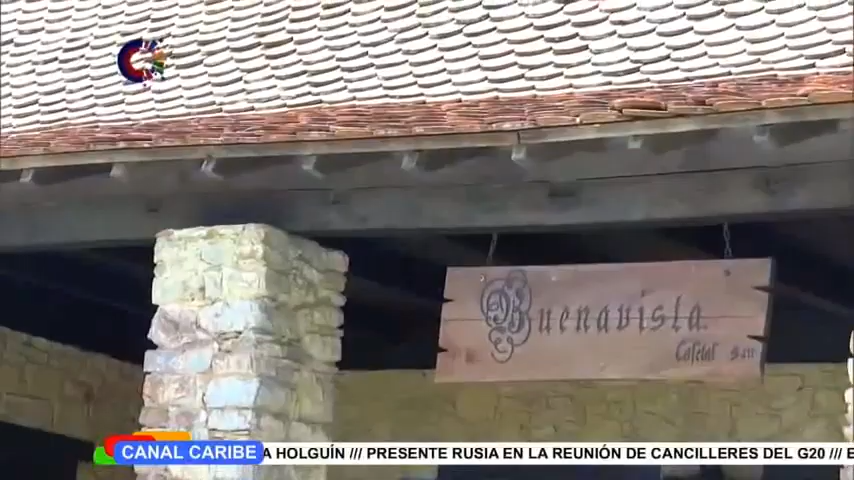 Buenavista
Cafetal
CANAL CARIBE
A HOLGUÍN /// PRESENTE RUSIA EN LA REUNIÓN DE CANCILLERES DEL G20 /// E